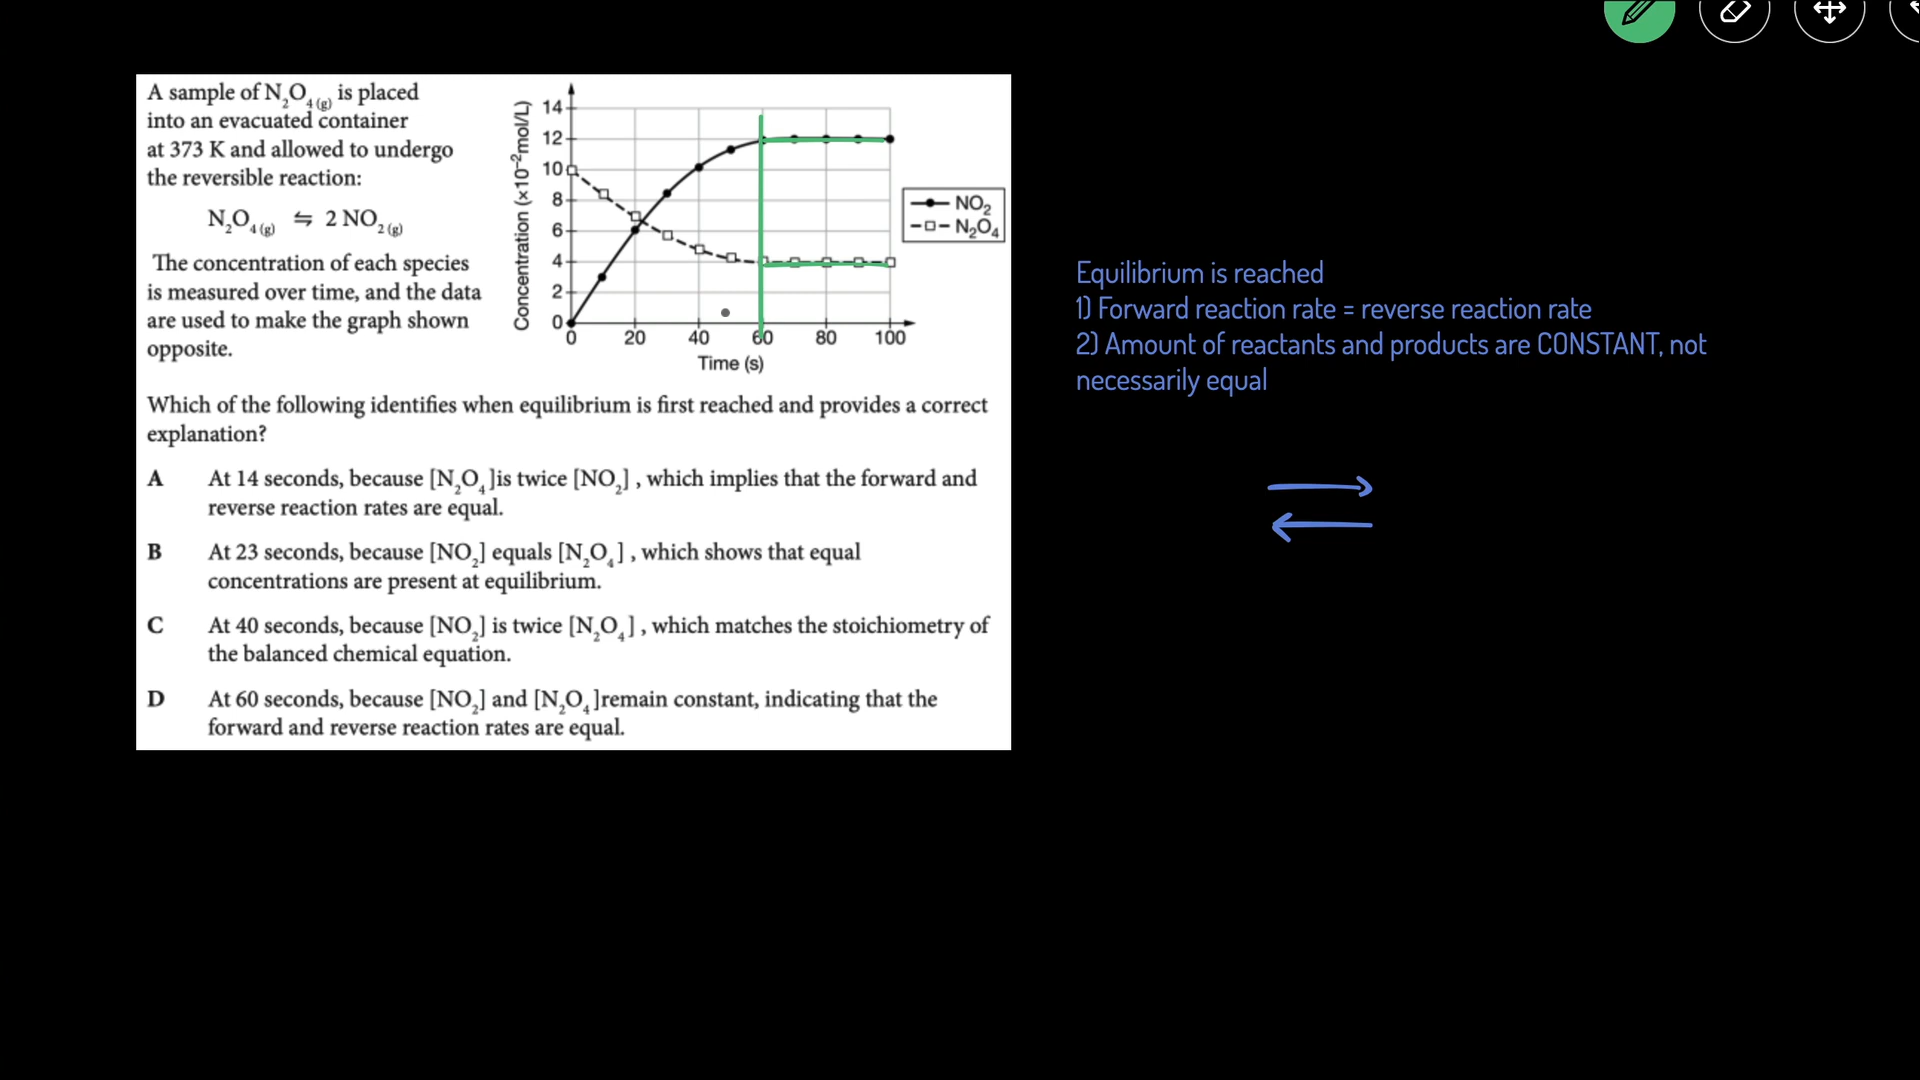 A sample of N₂O₄(g) is placed
into an evacuated container
at 373 K and allowed to undergo
the reversible reaction:
N₂O₄(g) ⇋ 2 NO₂(g)
The concentration of each species
is measured over time, and the data
are used to make the graph shown
opposite.
Concentration (×10⁻²mol/L)
14
12
10
8
6
4
2
0
0 20 40 60 80 100
Time (s)
NO₂
N₂O₄
Which of the following identifies when equilibrium is first reached and provides a correct
explanation?
A At 14 seconds, because [N₂O₄]is twice [NO₂] , which implies that the forward and
reverse reaction rates are equal.
B At 23 seconds, because [NO₂] equals [N₂O₄] , which shows that equal
concentrations are present at equilibrium.
C At 40 seconds, because [NO₂] is twice [N₂O₄] , which matches the stoichiometry of
the balanced chemical equation.
D At 60 seconds, because [NO₂] and [N₂O₄]remain constant, indicating that the
forward and reverse reaction rates are equal.
Equilibrium is reached
1) Forward reaction rate = reverse reaction rate
2) Amount of reactants and products are CONSTANT, not
necessarily equal